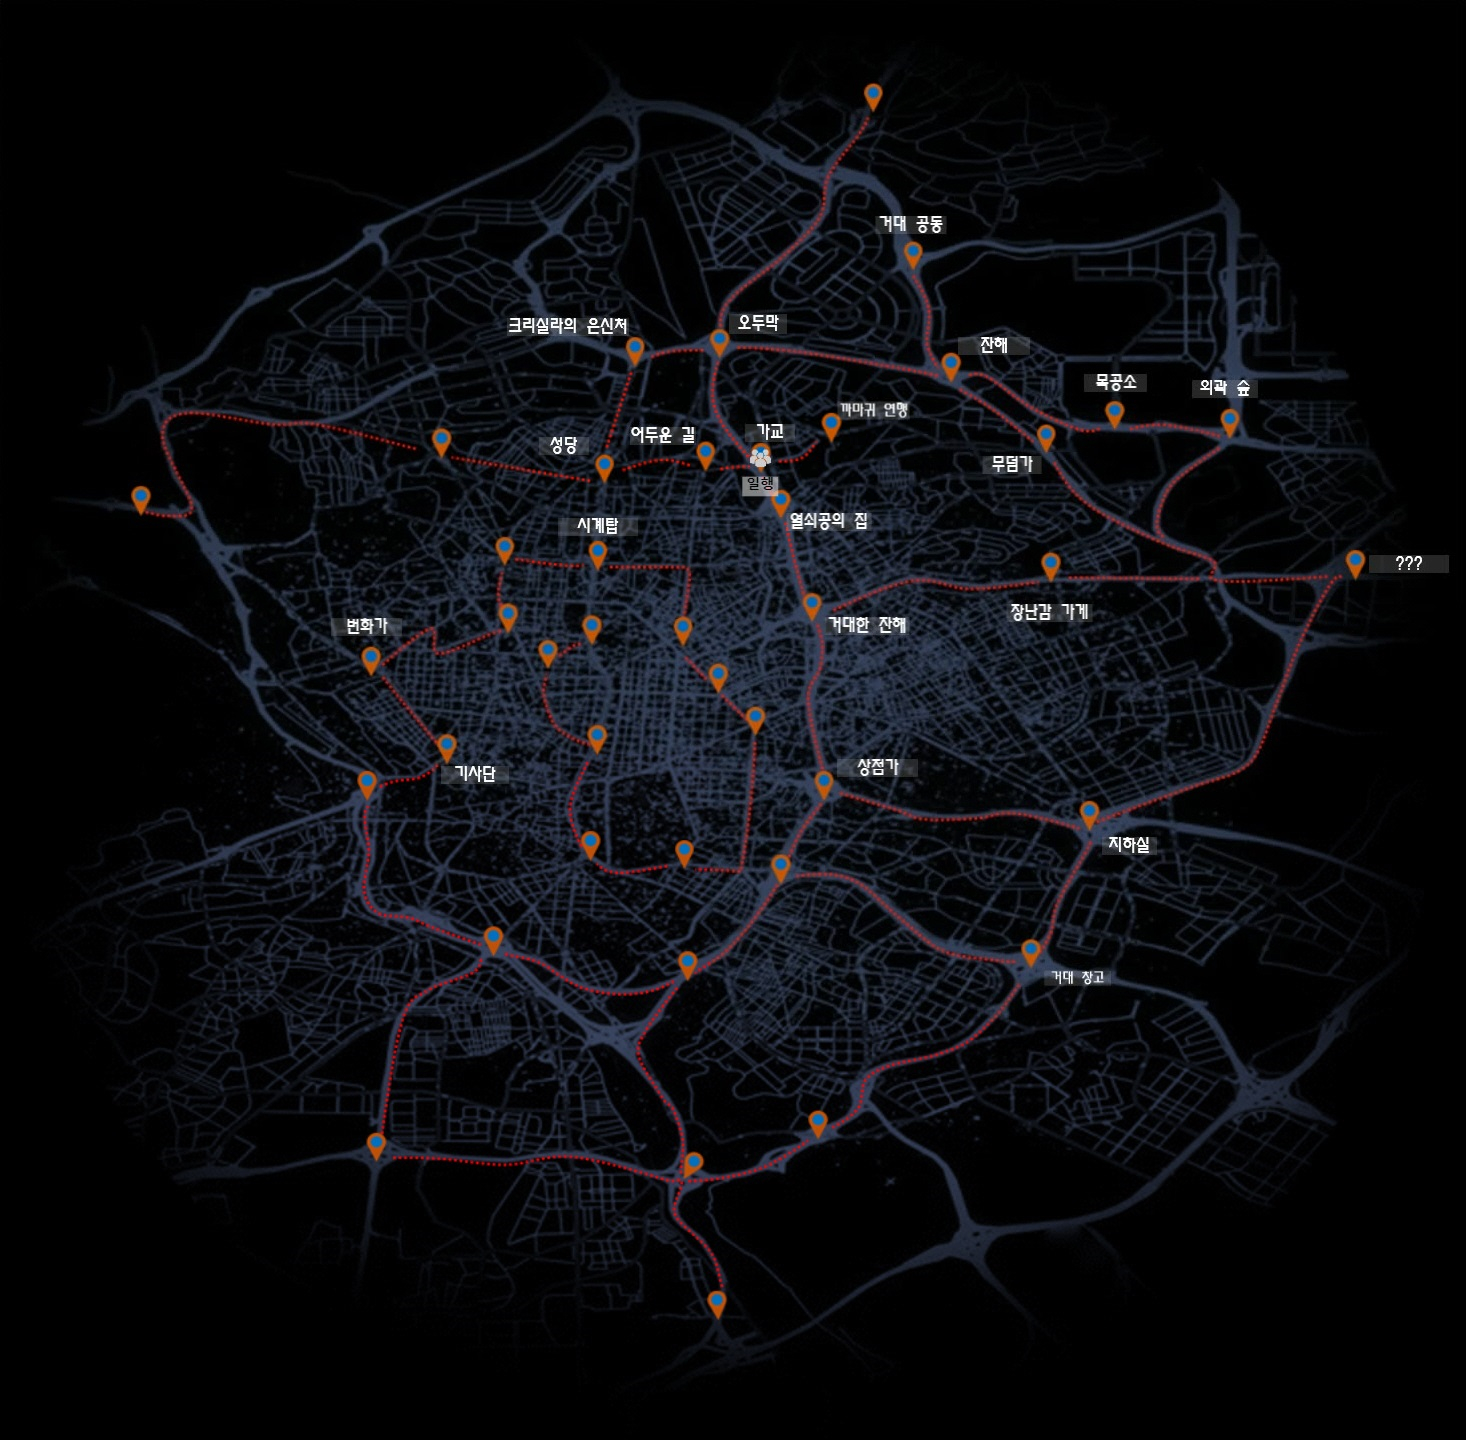 거대 공동
크리실라의 은신처
오두막
잔해
목공소
외곽 숲
까마귀 연맹
성당
어두운 길
가교
무덤가
일행
시계탑
열쇠공의 집
???
번화가
거대한 잔해
장난감 가게
기사단
상점가
지하실
거대 창고